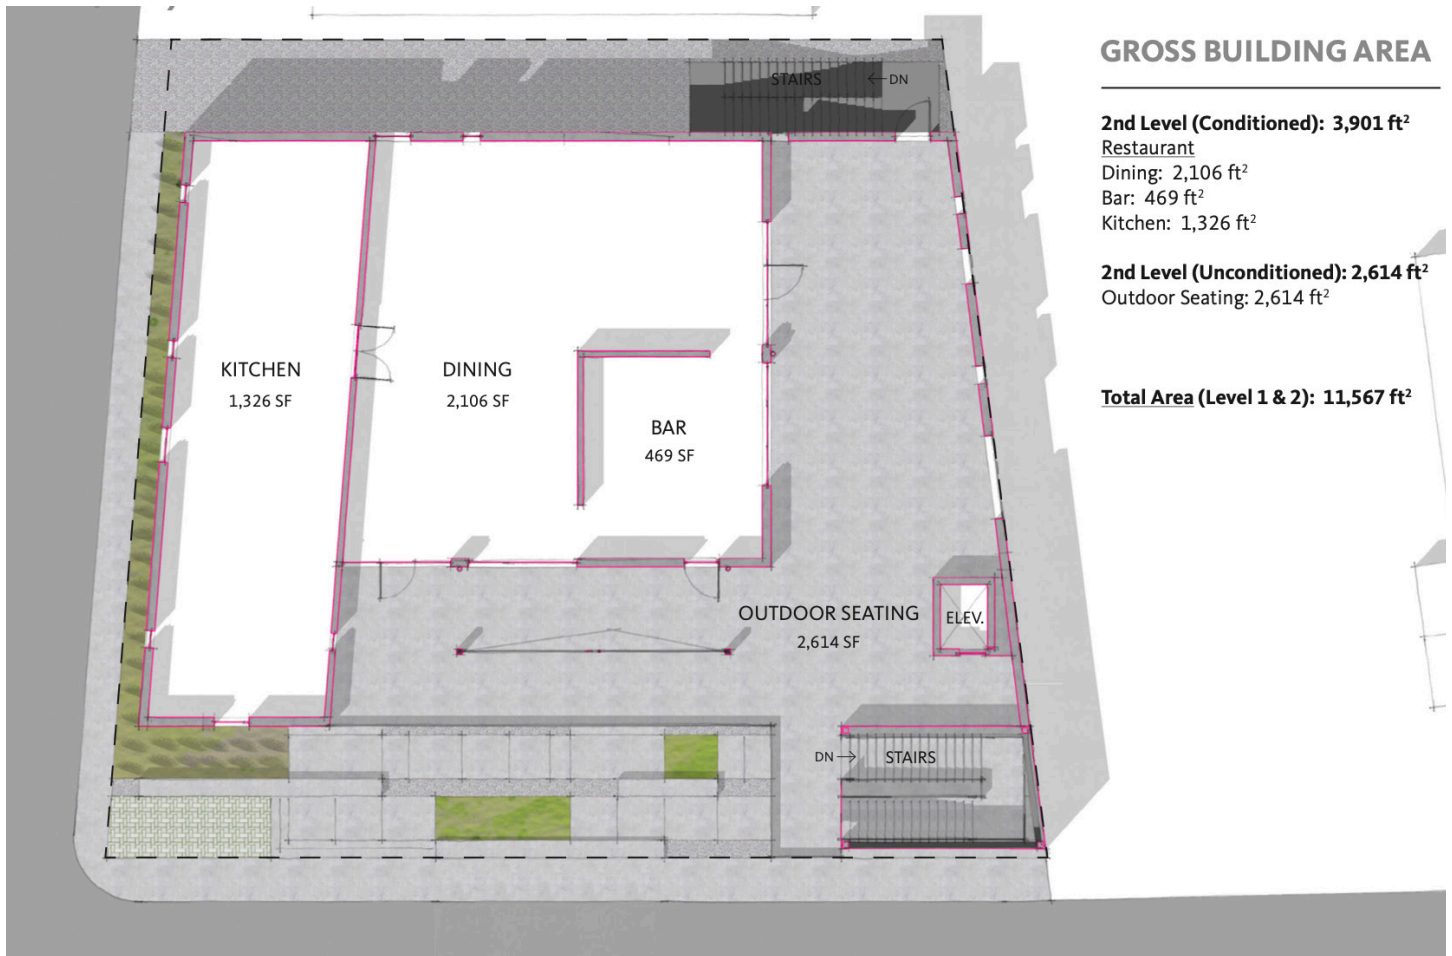 STAIRS
DN
GROSS BUILDING AREA
2nd Level (Conditioned): 3,901 ft²
Restaurant
Dining: 2,106 ft²
Bar: 469 ft²
Kitchen: 1,326 ft²
2nd Level (Unconditioned): 2,614 ft²
Outdoor Seating: 2,614 ft²
Total Area (Level 1 & 2): 11,567 ft²
KITCHEN
1,326 SF
DINING
2,106 SF
BAR
469 SF
OUTDOOR SEATING
2,614 SF
ELEV.
DN
STAIRS